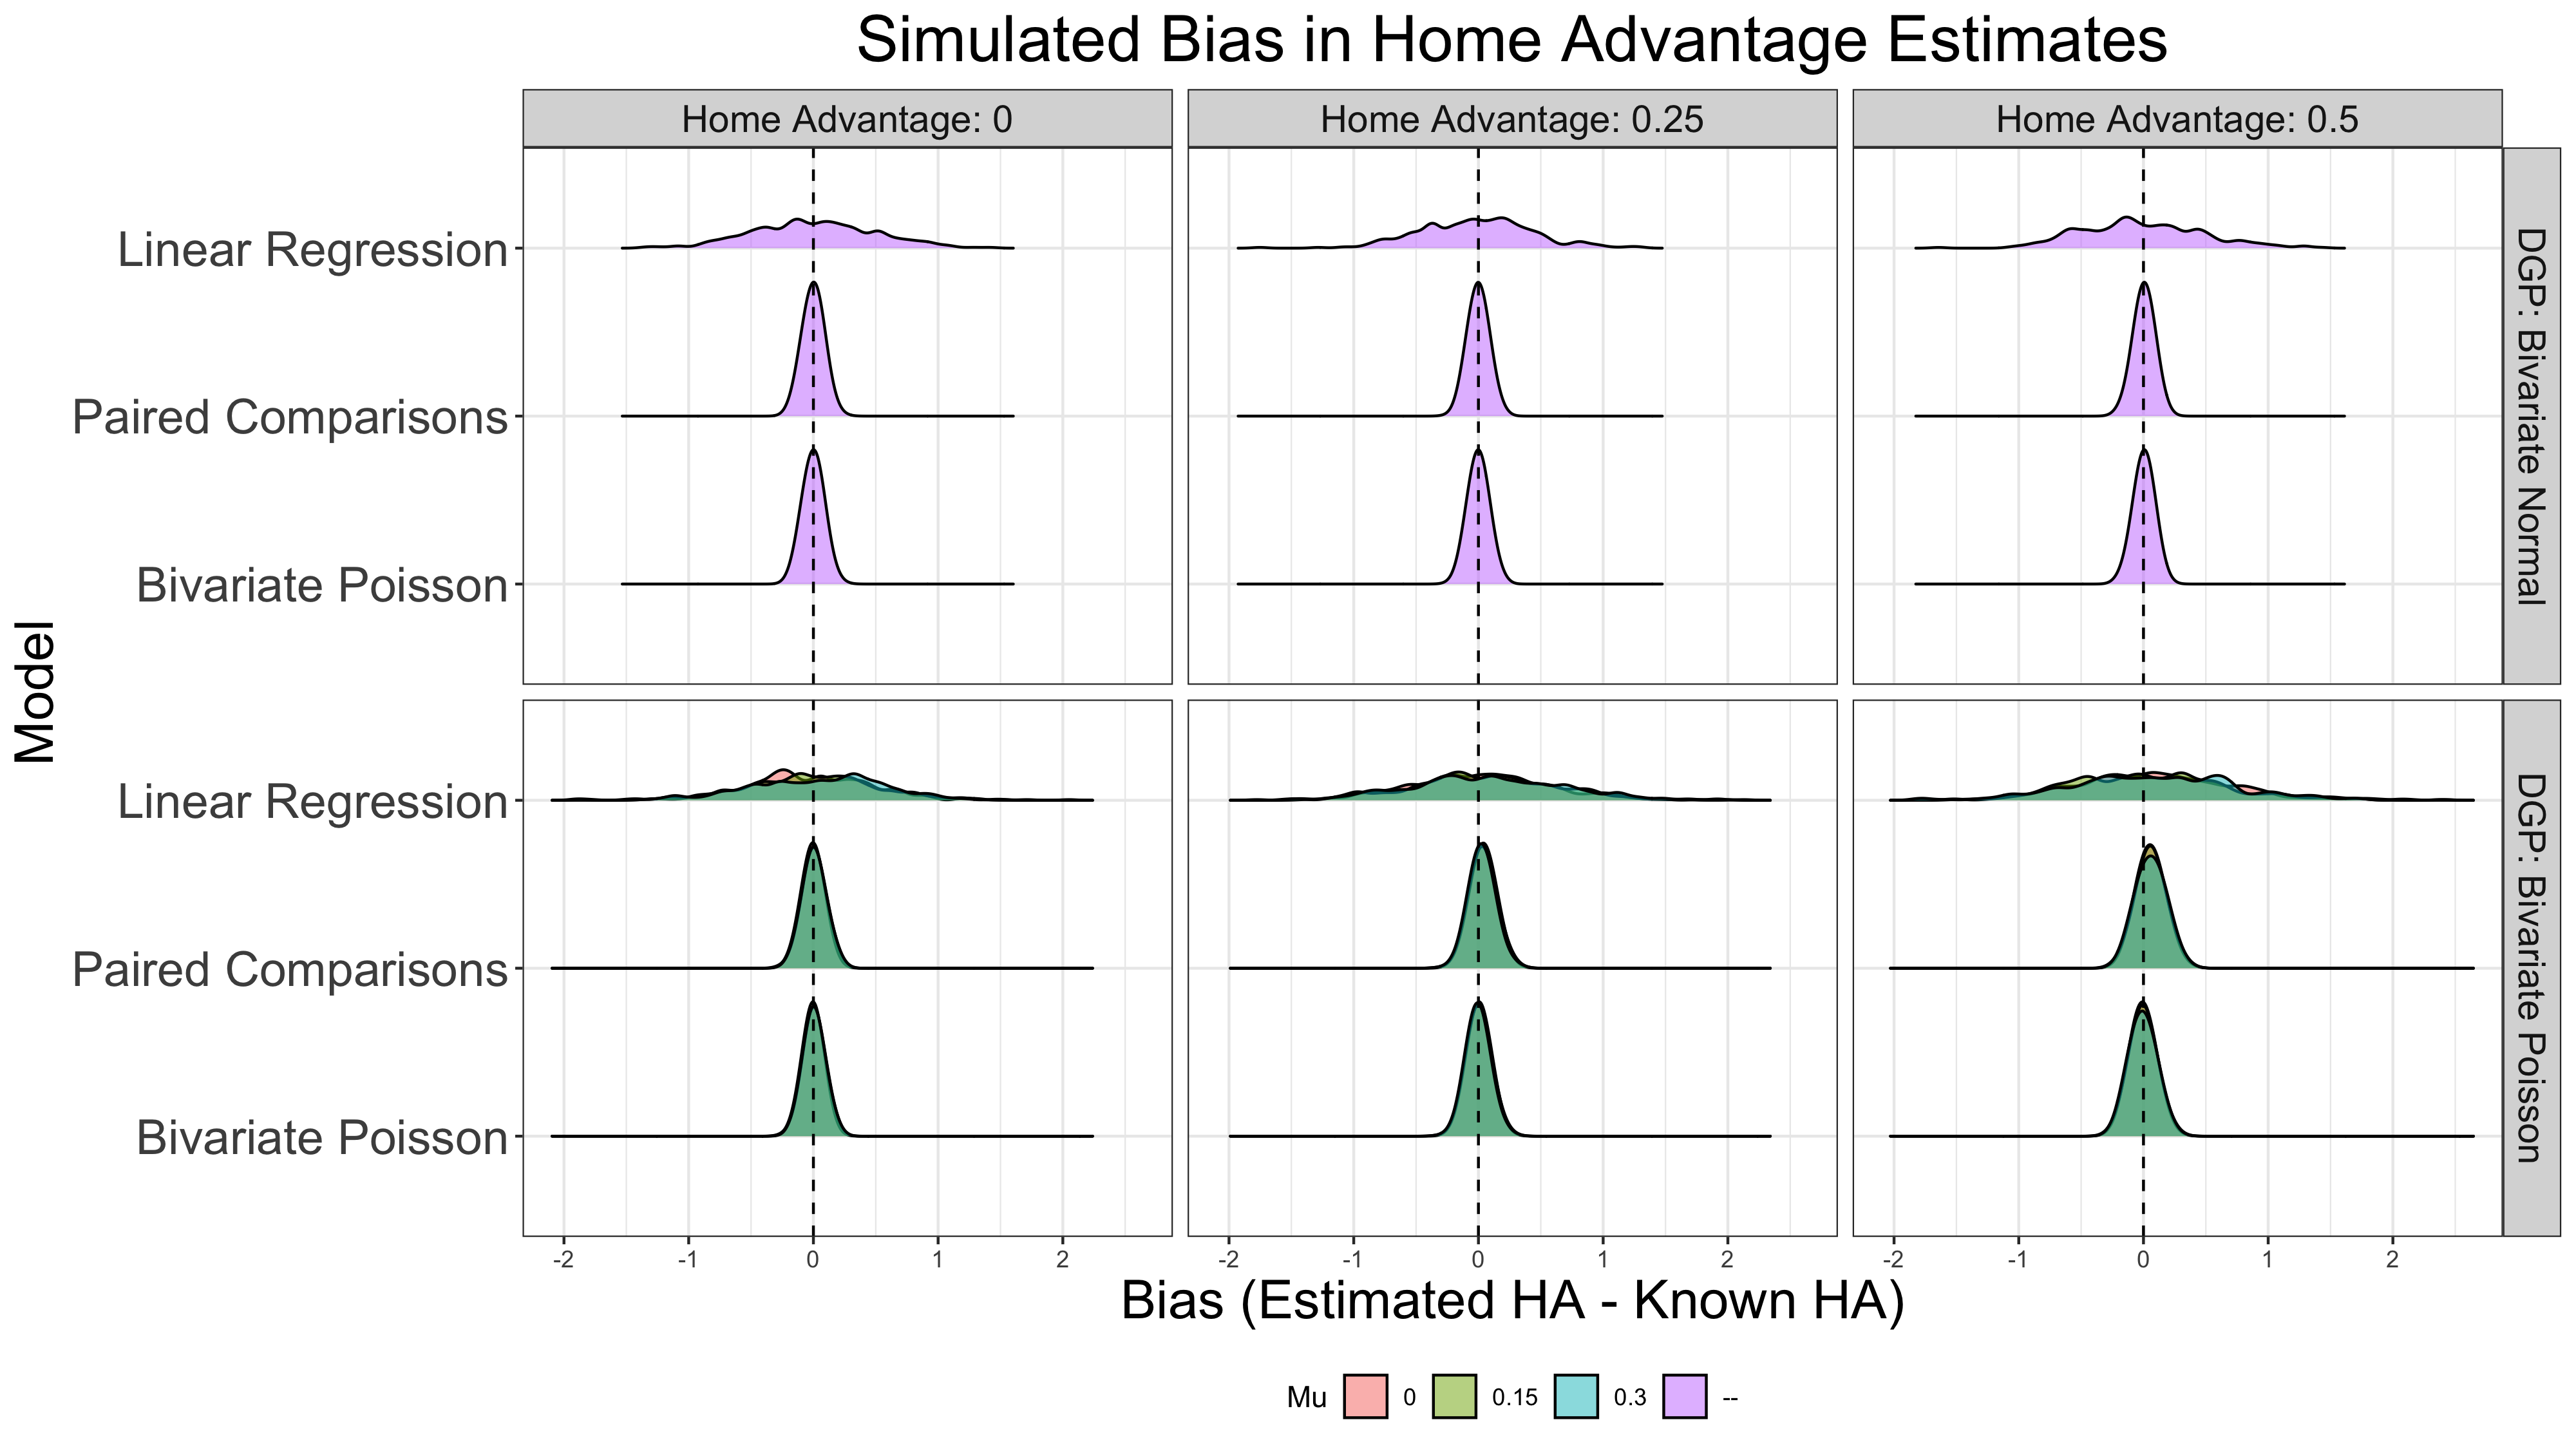 Simulated Bias in Home Advantage Estimates
Home Advantage: 0
Home Advantage: 0.25
Home Advantage: 0.5
Model
Linear Regression
Paired Comparisons
Bivariate Poisson
DGP: Bivariate Normal
Linear Regression
Paired Comparisons
Bivariate Poisson
DGP: Bivariate Poisson
-2 -1 0 1 2
-2 -1 0 1 2
-2 -1 0 1 2
Bias (Estimated HA - Known HA)
Mu 0 0.15 0.3 --